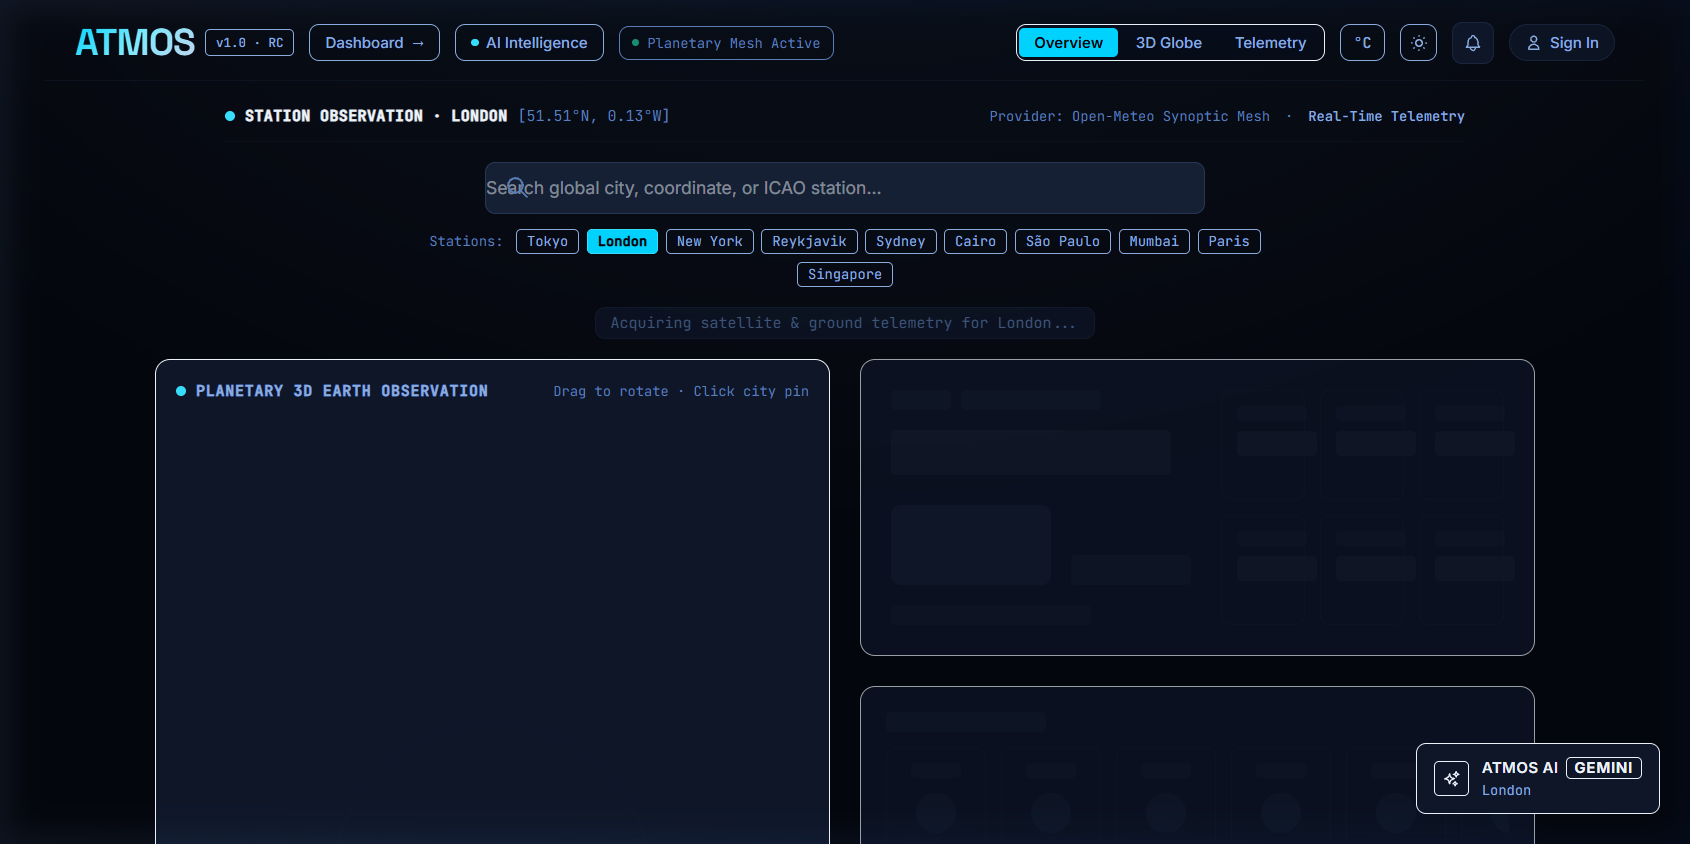 ATMOS v1.0 · RC Dashboard → AI Intelligence Planetary Mesh Active Overview 3D Globe Telemetry °C Sign In
STATION OBSERVATION • LONDON [51.51°N, 0.13°W] Provider: Open-Meteo Synoptic Mesh · Real-Time Telemetry
Search global city, coordinate, or ICAO station...
Stations: Tokyo London New York Reykjavik Sydney Cairo São Paulo Mumbai Paris
Singapore
Acquiring satellite & ground telemetry for London...
PLANETARY 3D EARTH OBSERVATION Drag to rotate · Click city pin
ATMOS AI GEMINI
London